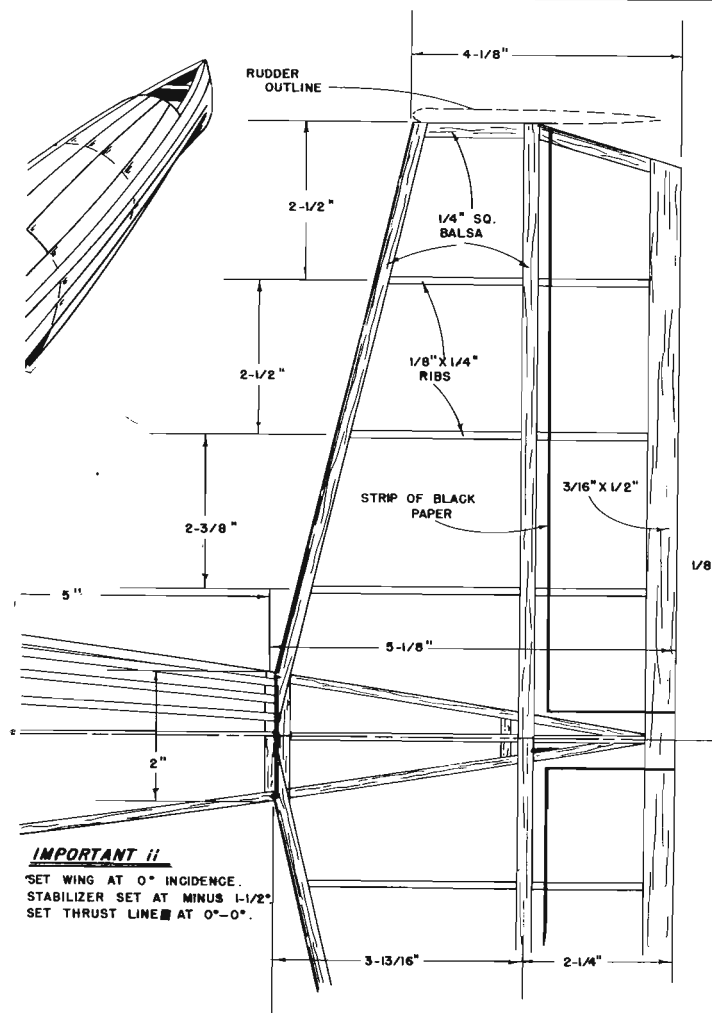 4-1/8"
RUDDER
OUTLINE
2-1/2"
1/4" SQ.
BALSA
2-1/2"
1/8" X 1/4"
RIBS
3/16" X 1/2"
STRIP OF BLACK
PAPER
2-3/8"
1/8
5"
5-1/8"
2"
IMPORTANT !!
SET WING AT 0° INCIDENCE.
STABILIZER SET AT MINUS 1-1/2°.
SET THRUST LINE AT 0°-0°.
3-13/16"
2-1/4"